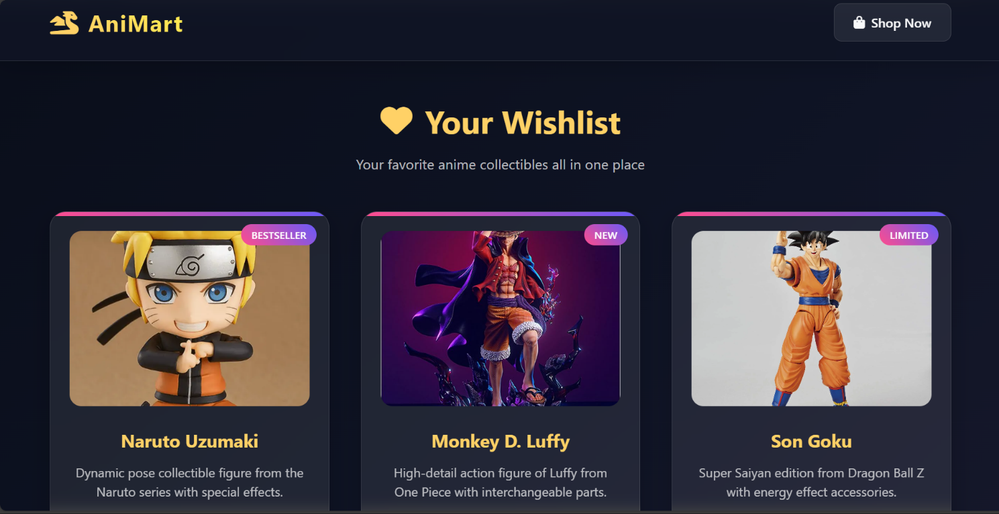 AniMart
Shop Now
Your Wishlist
Your favorite anime collectibles all in one place
BESTSELLER
NEW
LIMITED
Naruto Uzumaki
Monkey D. Luffy
Son Goku
Dynamic pose collectible figure from the
Naruto series with special effects.
High-detail action figure of Luffy from
One Piece with interchangeable parts.
Super Saiyan edition from Dragon Ball Z
with energy effect accessories.